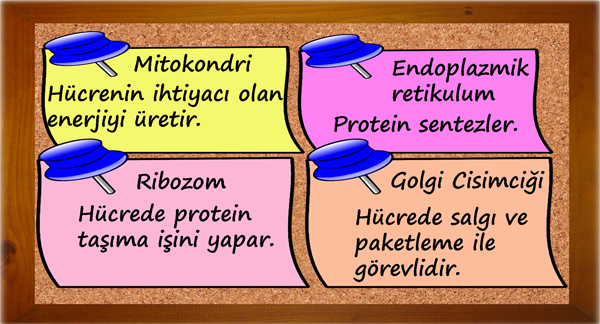 Mitokondri
Hücrenin ihtiyacı olan
enerjiyi üretir.
Endoplazmik
retikulum
Protein sentezler.
Ribozom
Hücrede protein
taşıma işini yapar.
Golgi Cisimciği
Hücrede salgı ve
paketleme ile
görevlidir.